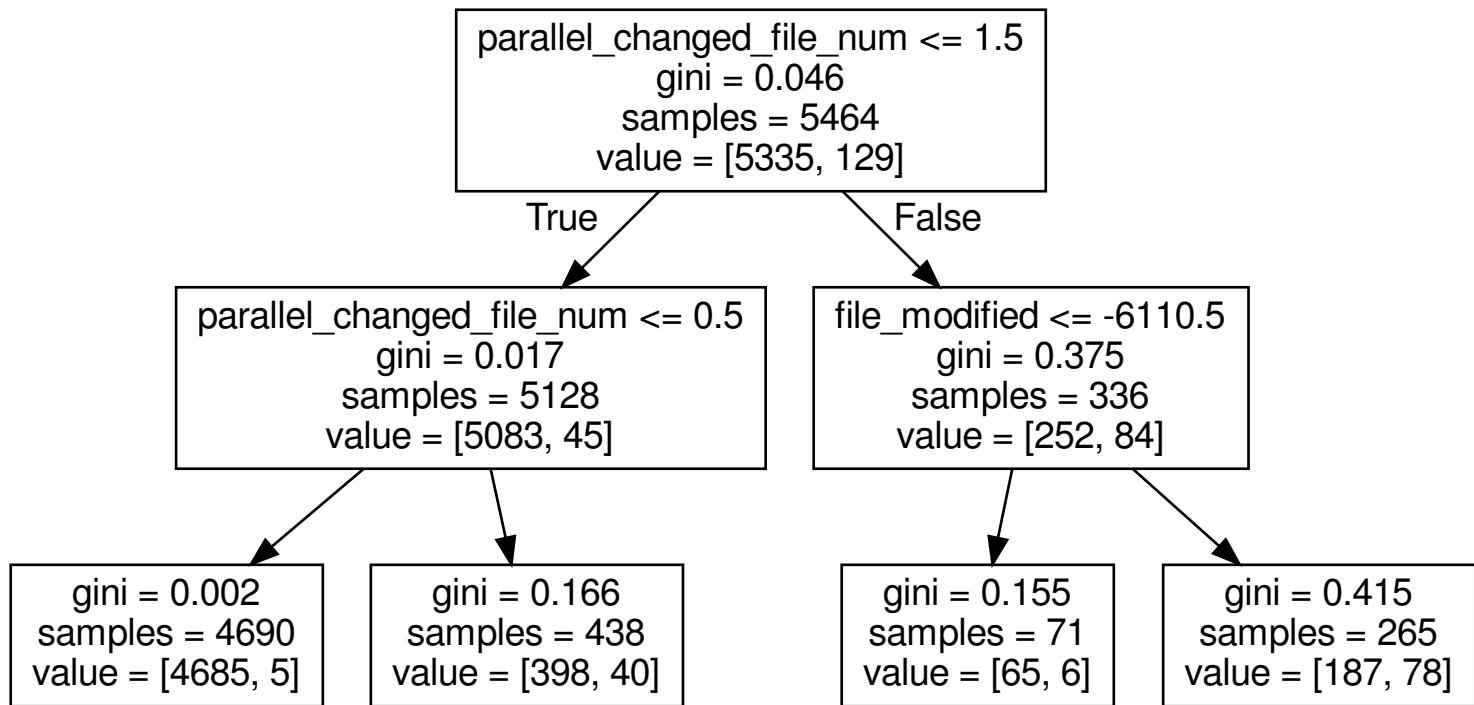 parallel_changed_file_num <= 1.5
gini = 0.046
samples = 5464
value = [5335, 129]
True
False
parallel_changed_file_num <= 0.5
gini = 0.017
samples = 5128
value = [5083, 45]
file_modified <= -6110.5
gini = 0.375
samples = 336
value = [252, 84]
gini = 0.002
samples = 4690
value = [4685, 5]
gini = 0.166
samples = 438
value = [398, 40]
gini = 0.155
samples = 71
value = [65, 6]
gini = 0.415
samples = 265
value = [187, 78]